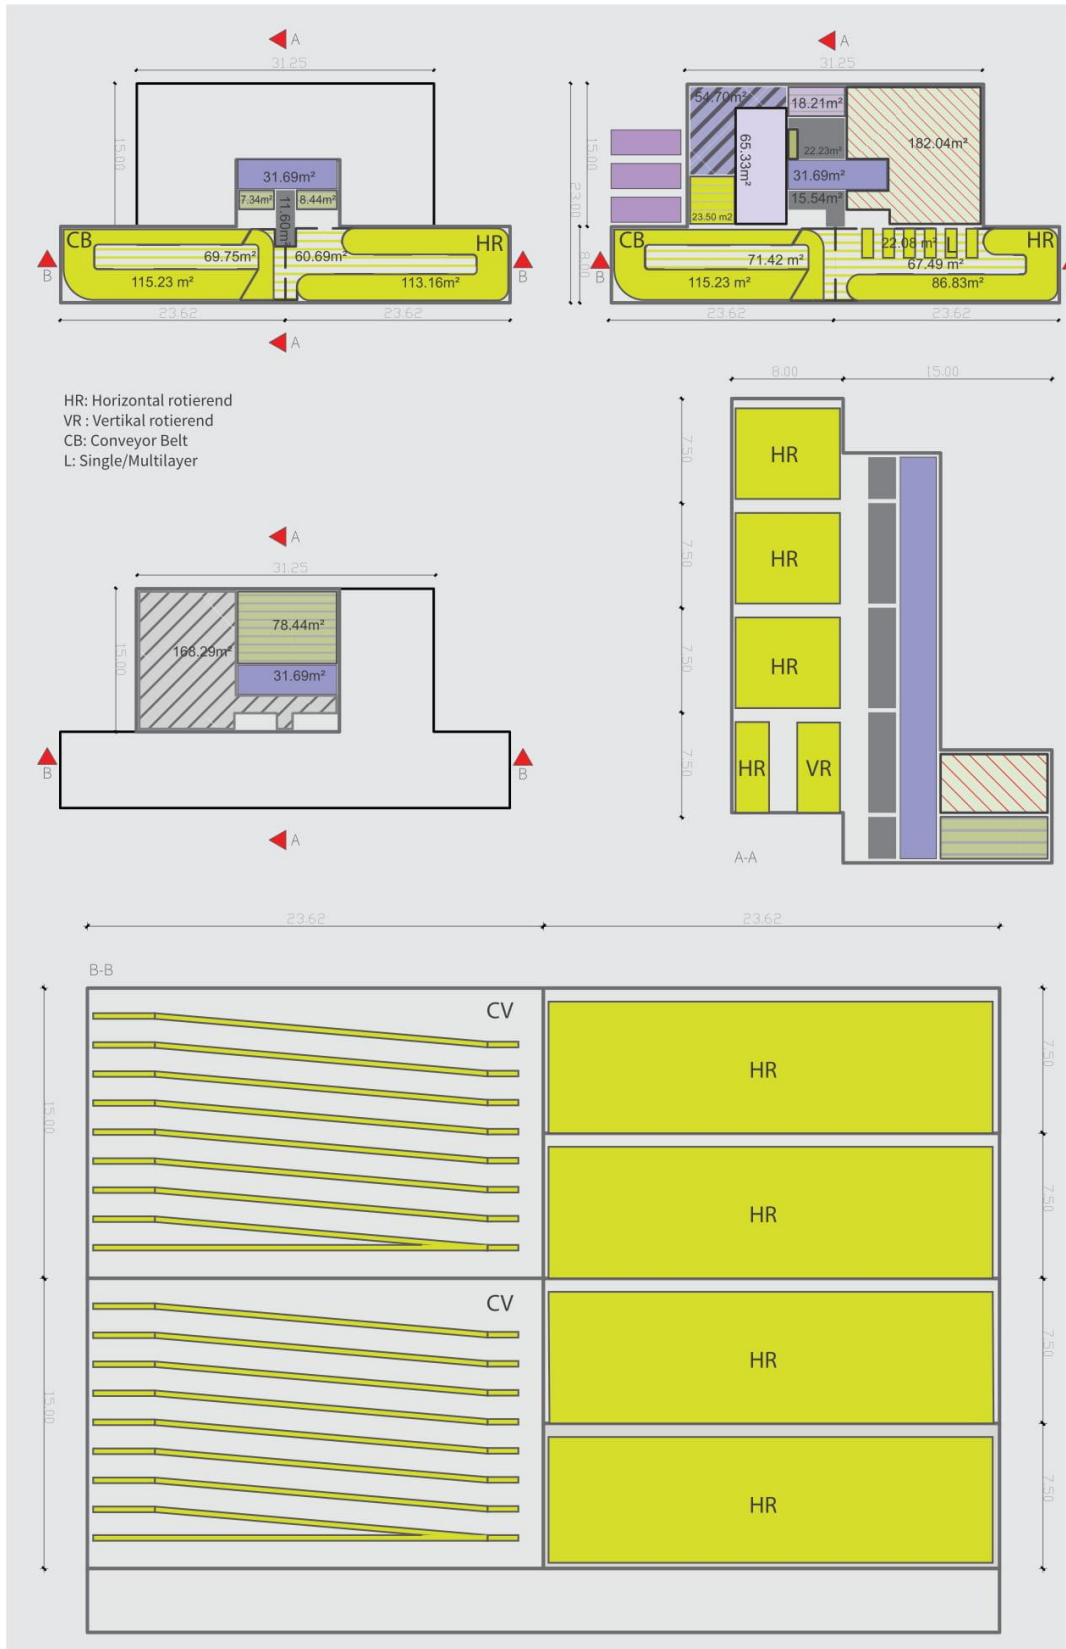 A
31.25
15.00
31.69m²
7.34m²
11.60m²
8.44m²
CB
HR
69.75m²
60.69m²
115.23 m²
113.16m²
B
B
23.62
23.62
A
A
31.25
15.00
23.00
8.00
54.70m²
18.21m²
65.33m²
22.23m²
182.04m²
31.69m²
15.54m²
23.50 m2
CB
22.08 m²
L
HR
71.42 m²
67.49 m²
115.23 m²
86.83m²
B
23.62
23.62
HR: Horizontal rotierend
VR : Vertikal rotierend
CB: Conveyor Belt
L: Single/Multilayer
A
31.25
15.00
78.44m²
168.29m²
31.69m²
B
B
A
8.00
15.00
7.50
HR
7.50
HR
7.50
HR
7.50
HR
VR
A-A
23.62
23.62
B-B
CV
15.00
HR
7.50
HR
7.50
CV
15.00
HR
7.50
HR
7.50